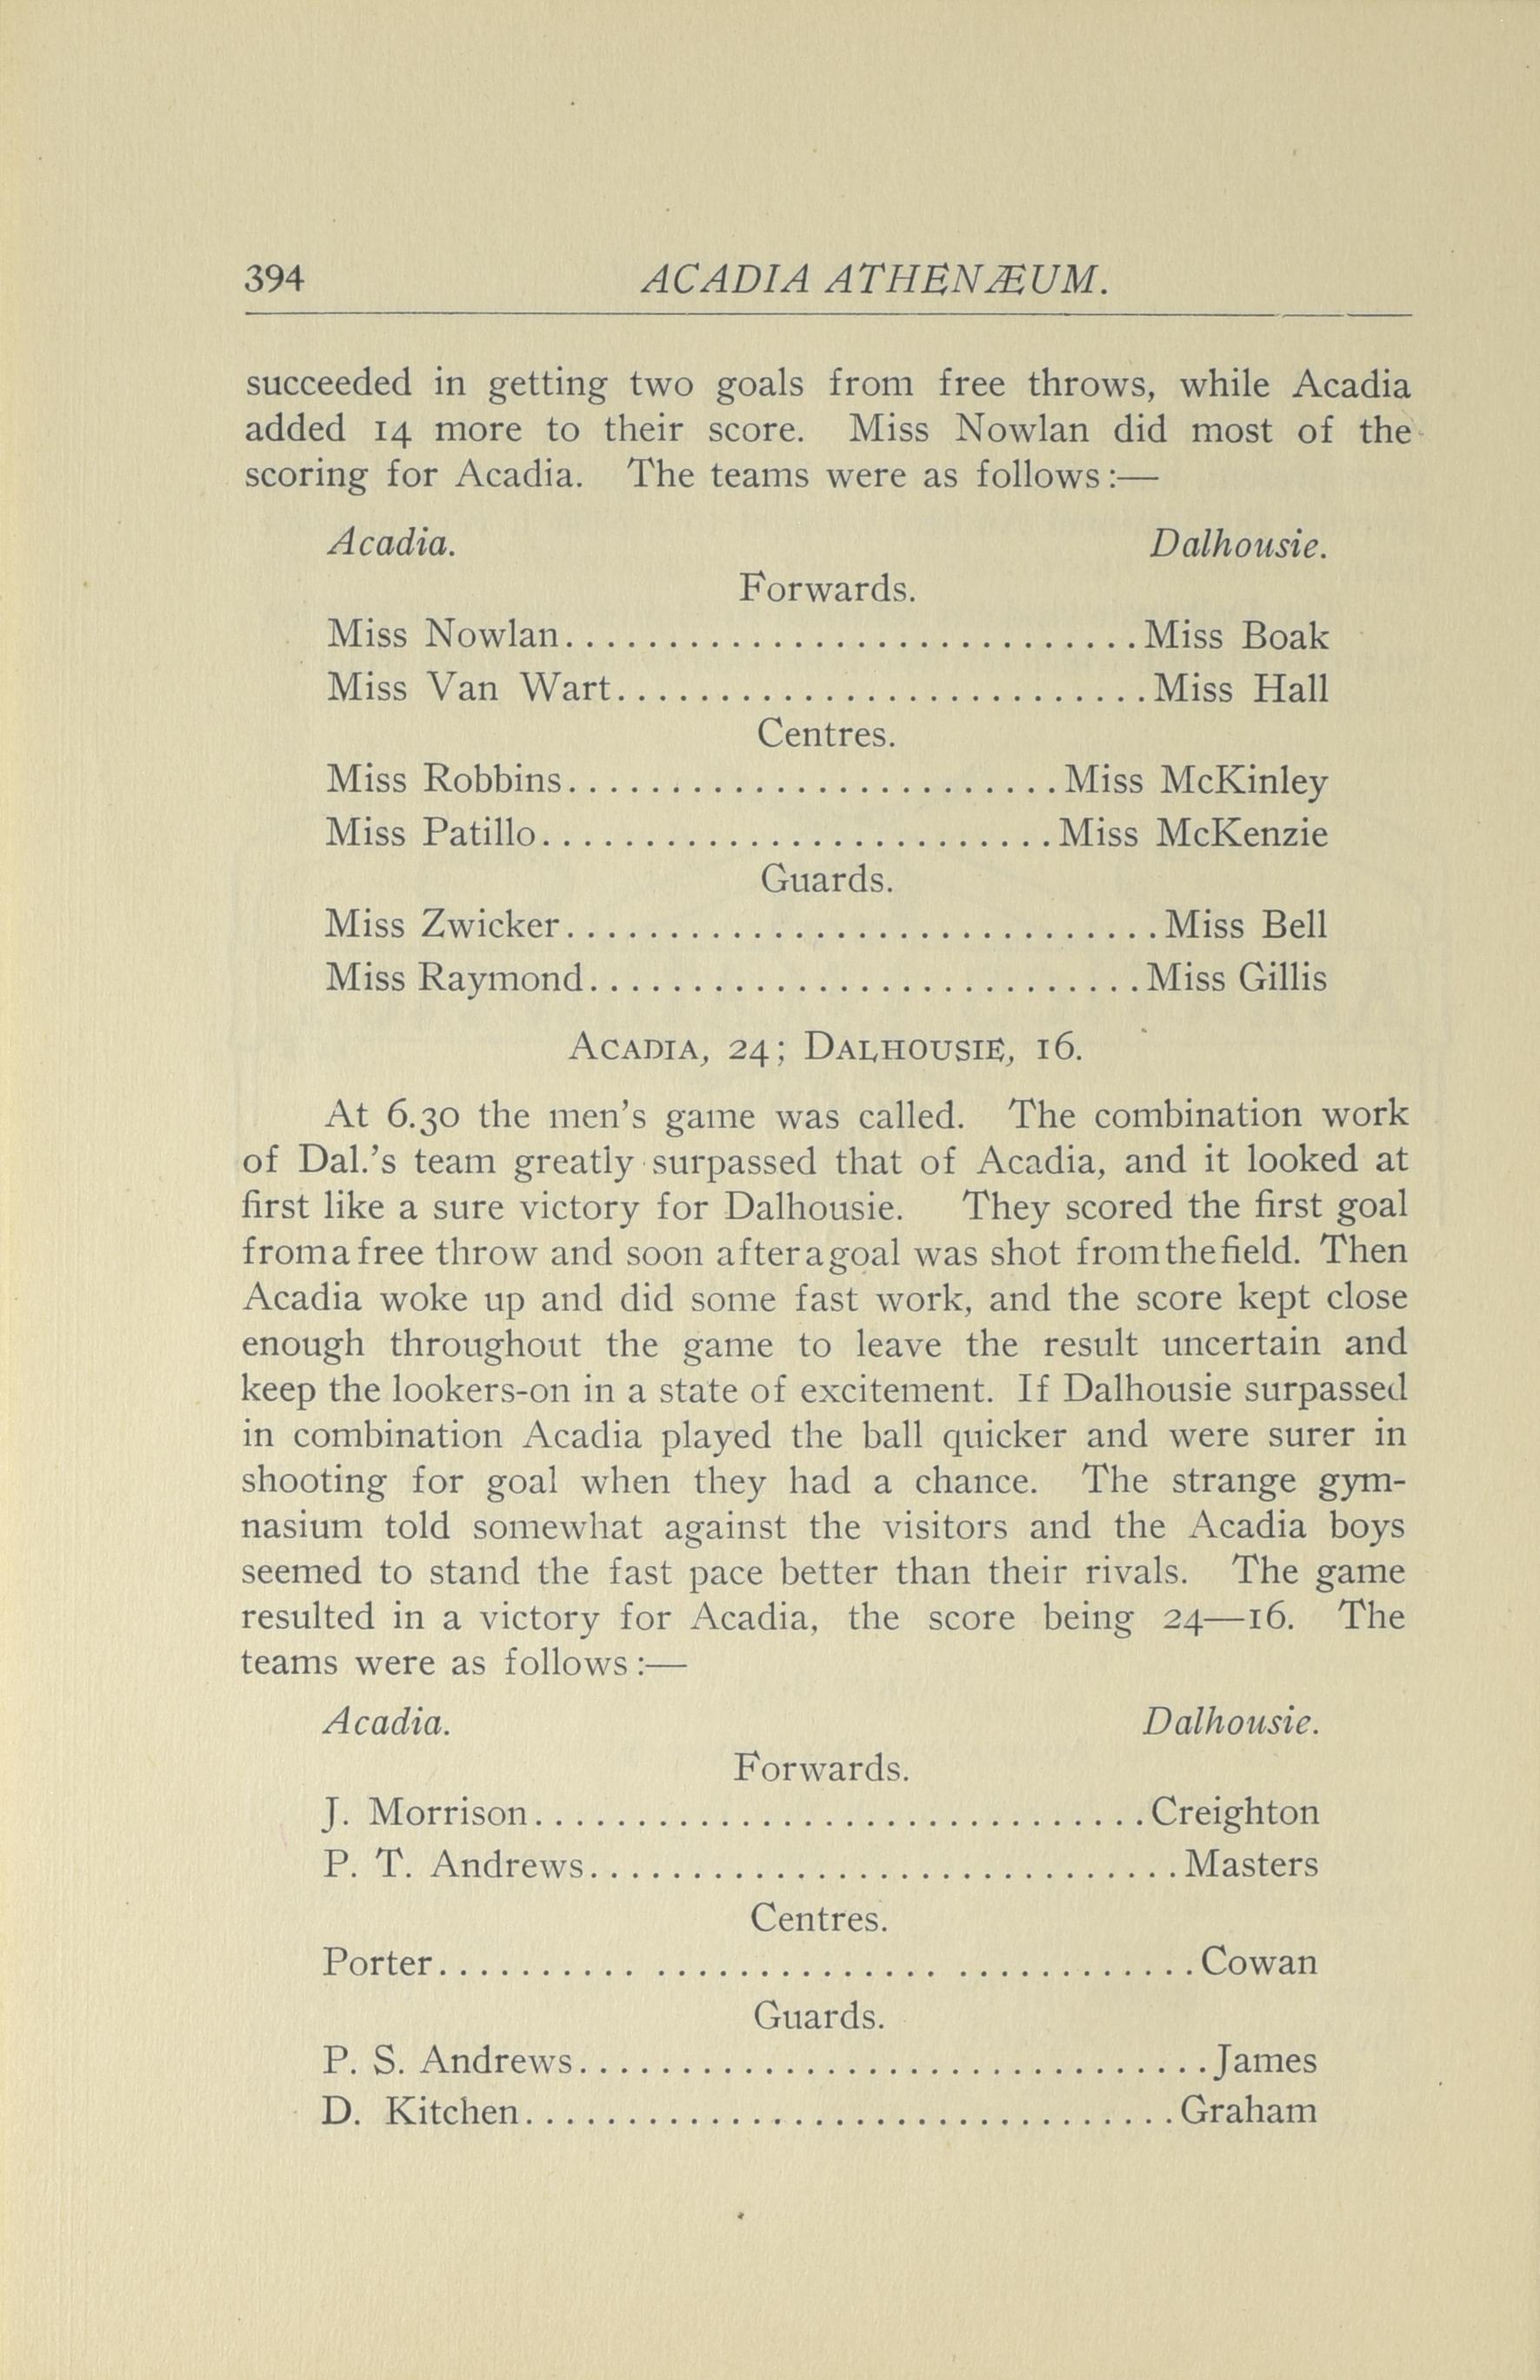 394 ACADIA ATHENÆUM.
succeeded in getting two goals from free throws, while Acadia
added 14 more to their score. Miss Nowlan did most of the
scoring for Acadia. The teams were as follows:—
Acadia. Dalhousie.
Forwards.
Miss Nowlan............................Miss Boak
Miss Van Wart..........................Miss Hall
Centres.
Miss Robbins........................Miss McKinley
Miss Patillo.........................Miss McKenzie
Guards.
Miss Zwicker.............................Miss Bell
Miss Raymond...........................Miss Gillis
ACADIA, 24; DALHOUSIE, 16.
At 6.30 the men's game was called. The combination work
of Dal.'s team greatly surpassed that of Acadia, and it looked at
first like a sure victory for Dalhousie. They scored the first goal
from a free throw and soon after a goal was shot from the field. Then
Acadia woke up and did some fast work, and the score kept close
enough throughout the game to leave the result uncertain and
keep the lookers-on in a state of excitement. If Dalhousie surpassed
in combination Acadia played the ball quicker and were surer in
shooting for goal when they had a chance. The strange gym-
nasium told somewhat against the visitors and the Acadia boys
seemed to stand the fast pace better than their rivals. The game
resulted in a victory for Acadia, the score being 24—16. The
teams were as follows:—
Acadia. Dalhousie.
Forwards.
J. Morrison..............................Creighton
P. T. Andrews.............................Masters
Centres.
Porter.......... .............. ............Cowan
Guards.
P. S. Andrews...............................James
D. Kitchen................................Graham